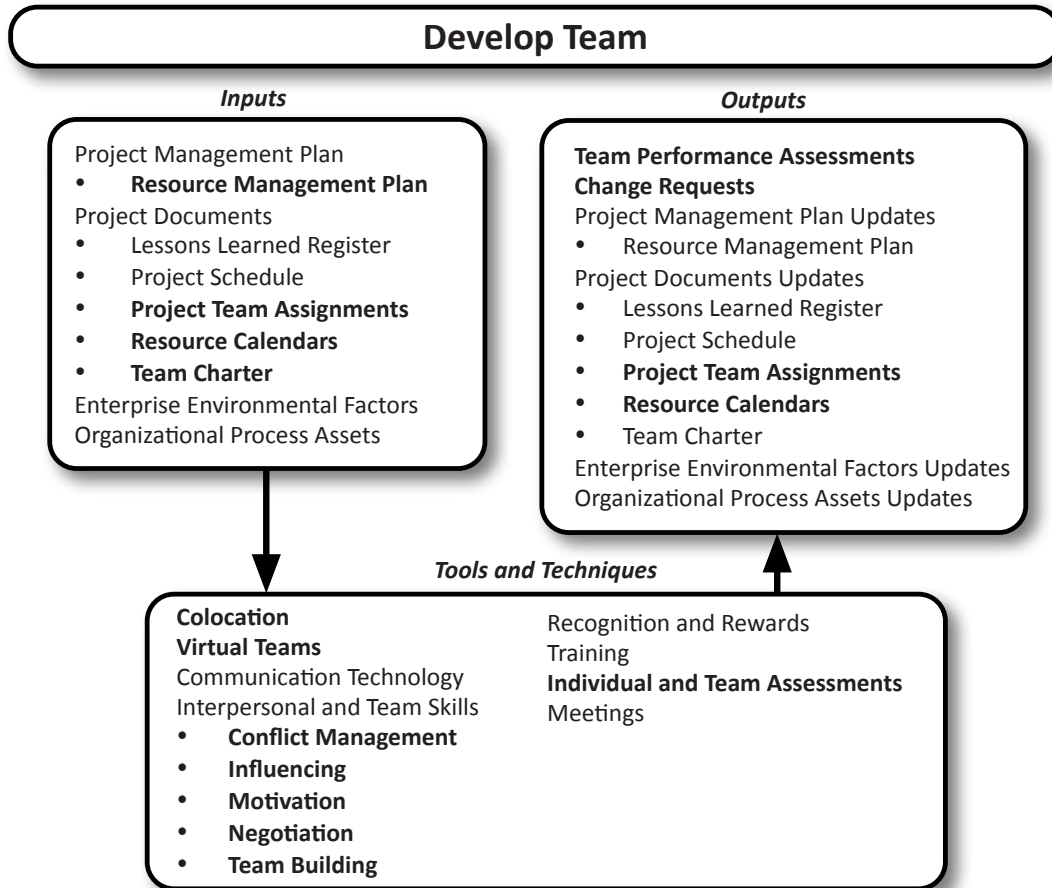 Develop Team
Inputs
Project Management Plan
• Resource Management Plan
Project Documents
• Lessons Learned Register
• Project Schedule
• Project Team Assignments
• Resource Calendars
• Team Charter
Enterprise Environmental Factors
Organizational Process Assets
Outputs
Team Performance Assessments
Change Requests
Project Management Plan Updates
• Resource Management Plan
Project Documents Updates
• Lessons Learned Register
• Project Schedule
• Project Team Assignments
• Resource Calendars
• Team Charter
Enterprise Environmental Factors Updates
Organizational Process Assets Updates
Tools and Techniques
Colocation
Virtual Teams
Communication Technology
Interpersonal and Team Skills
• Conflict Management
• Influencing
• Motivation
• Negotiation
• Team Building
Recognition and Rewards
Training
Individual and Team Assessments
Meetings